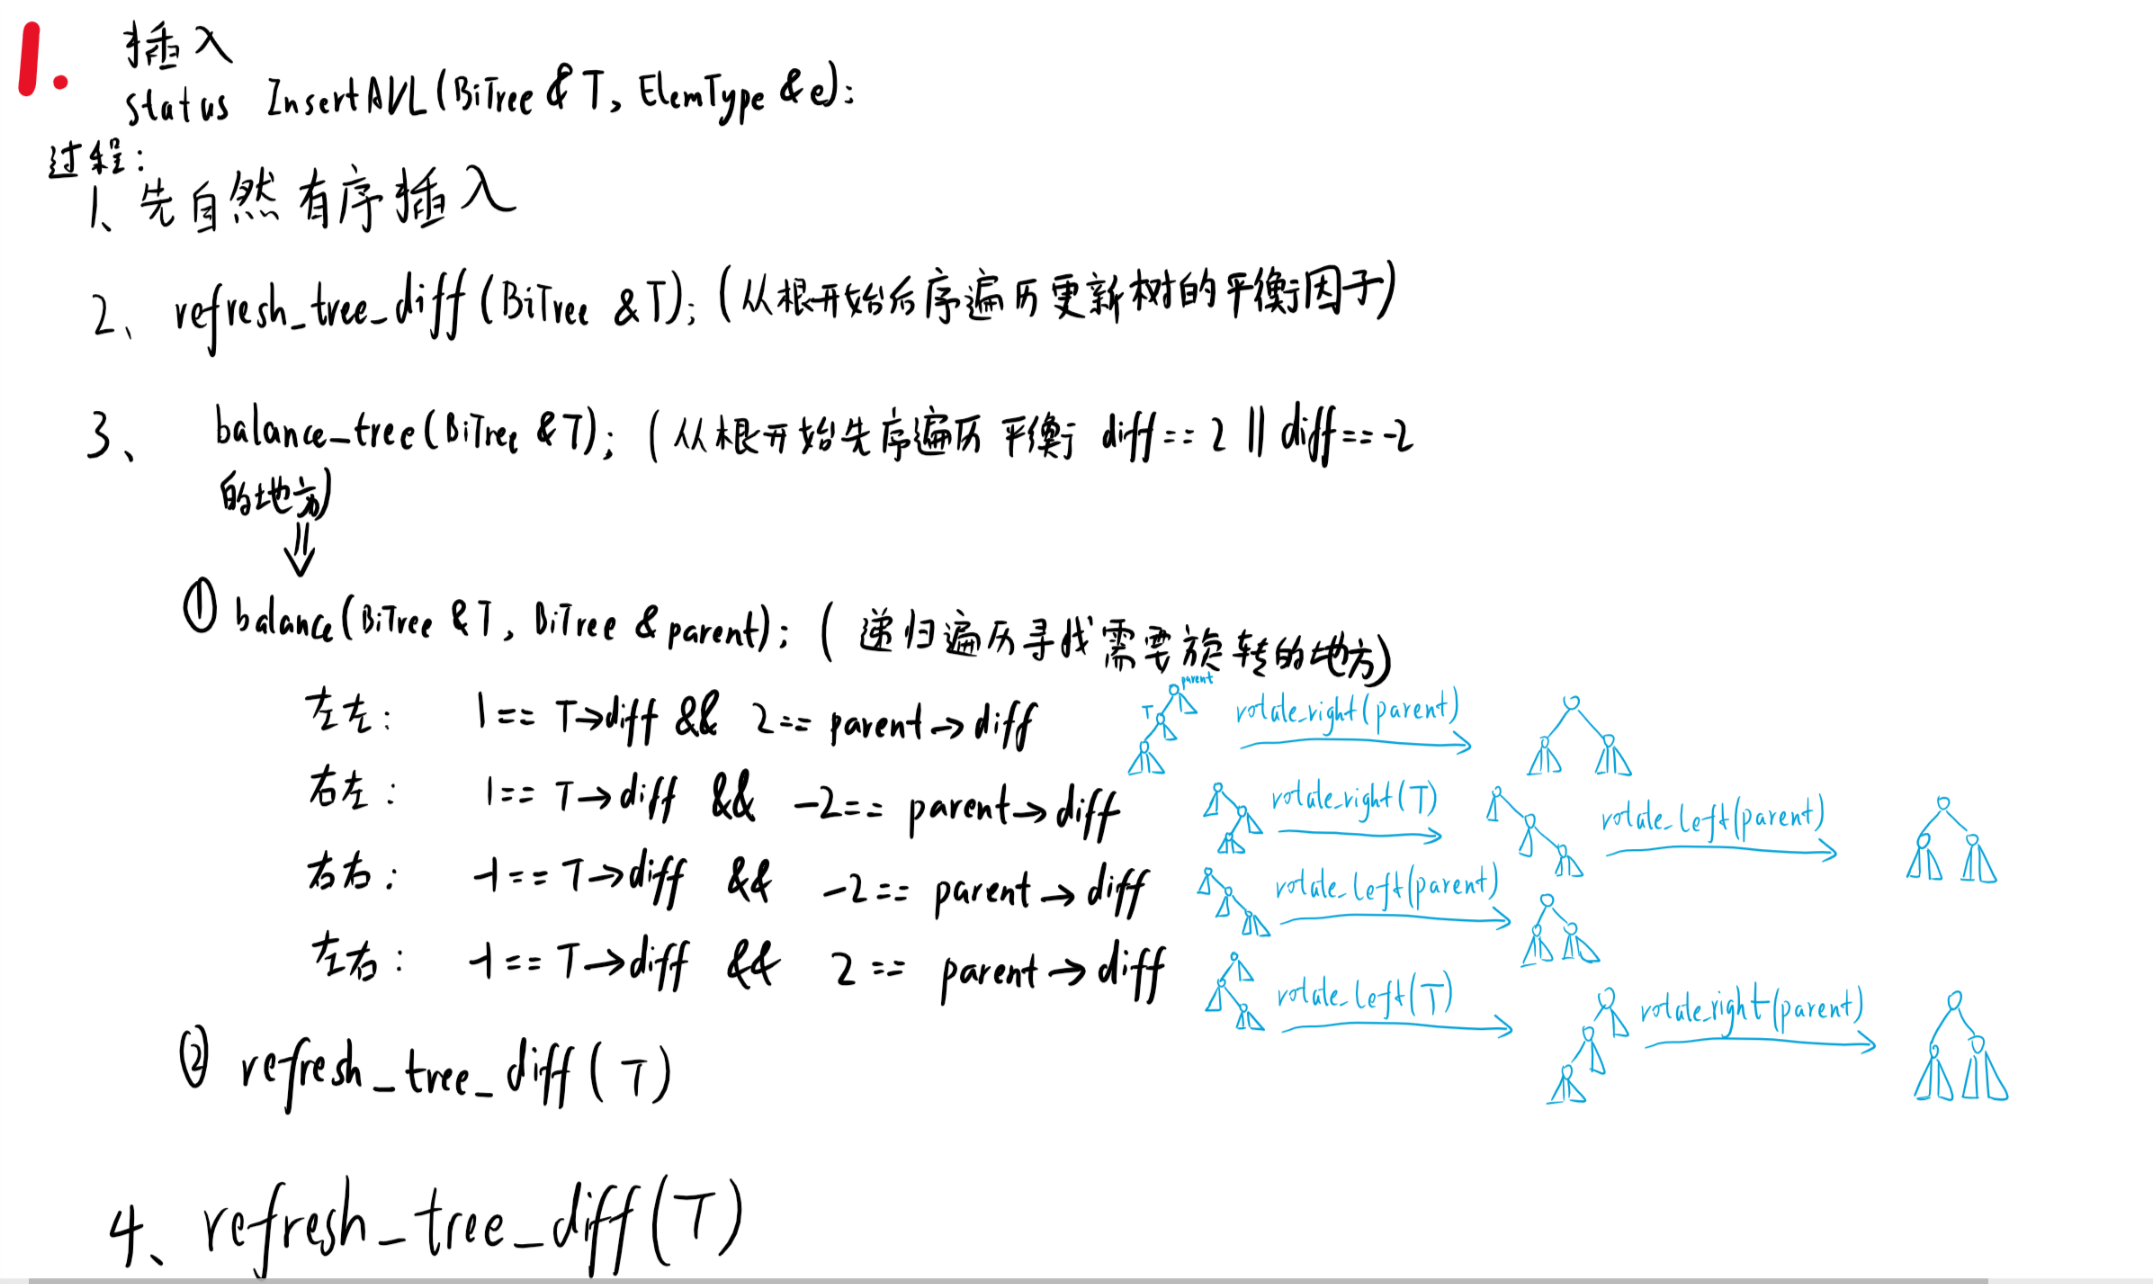 1. 插入
Status InsertAVL(BiTree & T, ElemType & e);
过程:
1、先自然有序插入
2、refresh_tree_diff(BiTree & T); (从根开始后序遍历更新树的平衡因子)
3、balance_tree(BiTree & T); (从根开始先序遍历 平衡 diff == 2 || diff == -2
的地方)
⇓
① balance(BiTree & T, BiTree & parent); (递归遍历寻找需要旋转的地方)
左左: 1 == T→diff && 2 == parent→diff
parent
T
rotate_right(parent)
右左: 1 == T→diff && -2 == parent→diff
rotate_right(T)
rotate_left(parent)
右右: -1 == T→diff && -2 == parent→diff
rotate_left(parent)
左右: -1 == T→diff && 2 == parent→diff
rotate_left(T)
rotate_right(parent)
② refresh_tree_diff(T)
4、refresh_tree_diff(T)